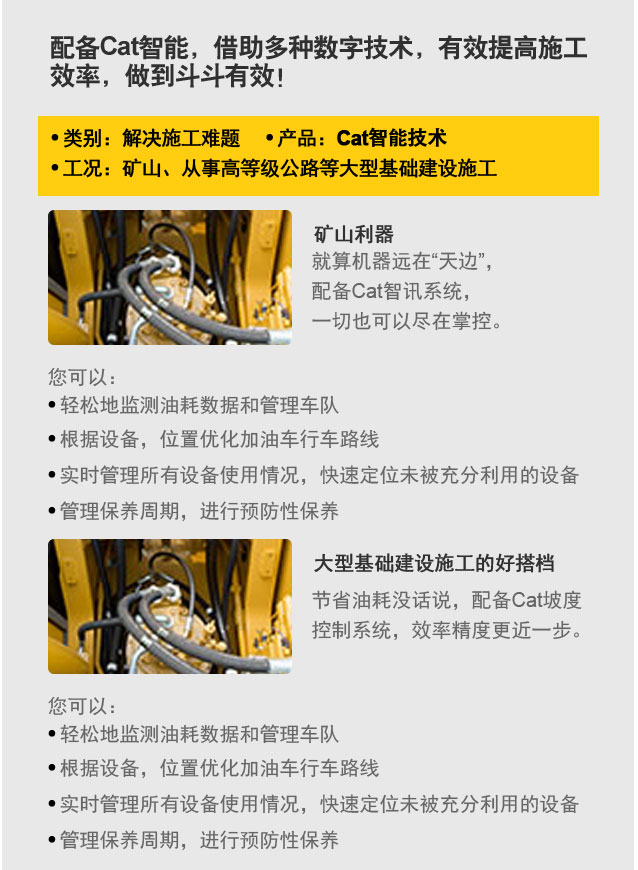 配备Cat智能，借助多种数字技术，有效提高施工
效率，做到斗斗有效！
• 类别：解决施工难题 • 产品：Cat智能技术
• 工况：矿山、从事高等级公路等大型基础建设施工
矿山利器
就算机器远在“天边”，
配备Cat智讯系统，
一切也可以尽在掌控。
您可以：
• 轻松地监测油耗数据和管理车队
• 根据设备，位置优化加油车行车路线
• 实时管理所有设备使用情况，快速定位未被充分利用的设备
• 管理保养周期，进行预防性保养
大型基础建设施工的好搭档
节省油耗没话说，配备Cat坡度
控制系统，效率精度更近一步。
您可以：
• 轻松地监测油耗数据和管理车队
• 根据设备，位置优化加油车行车路线
• 实时管理所有设备使用情况，快速定位未被充分利用的设备
• 管理保养周期，进行预防性保养